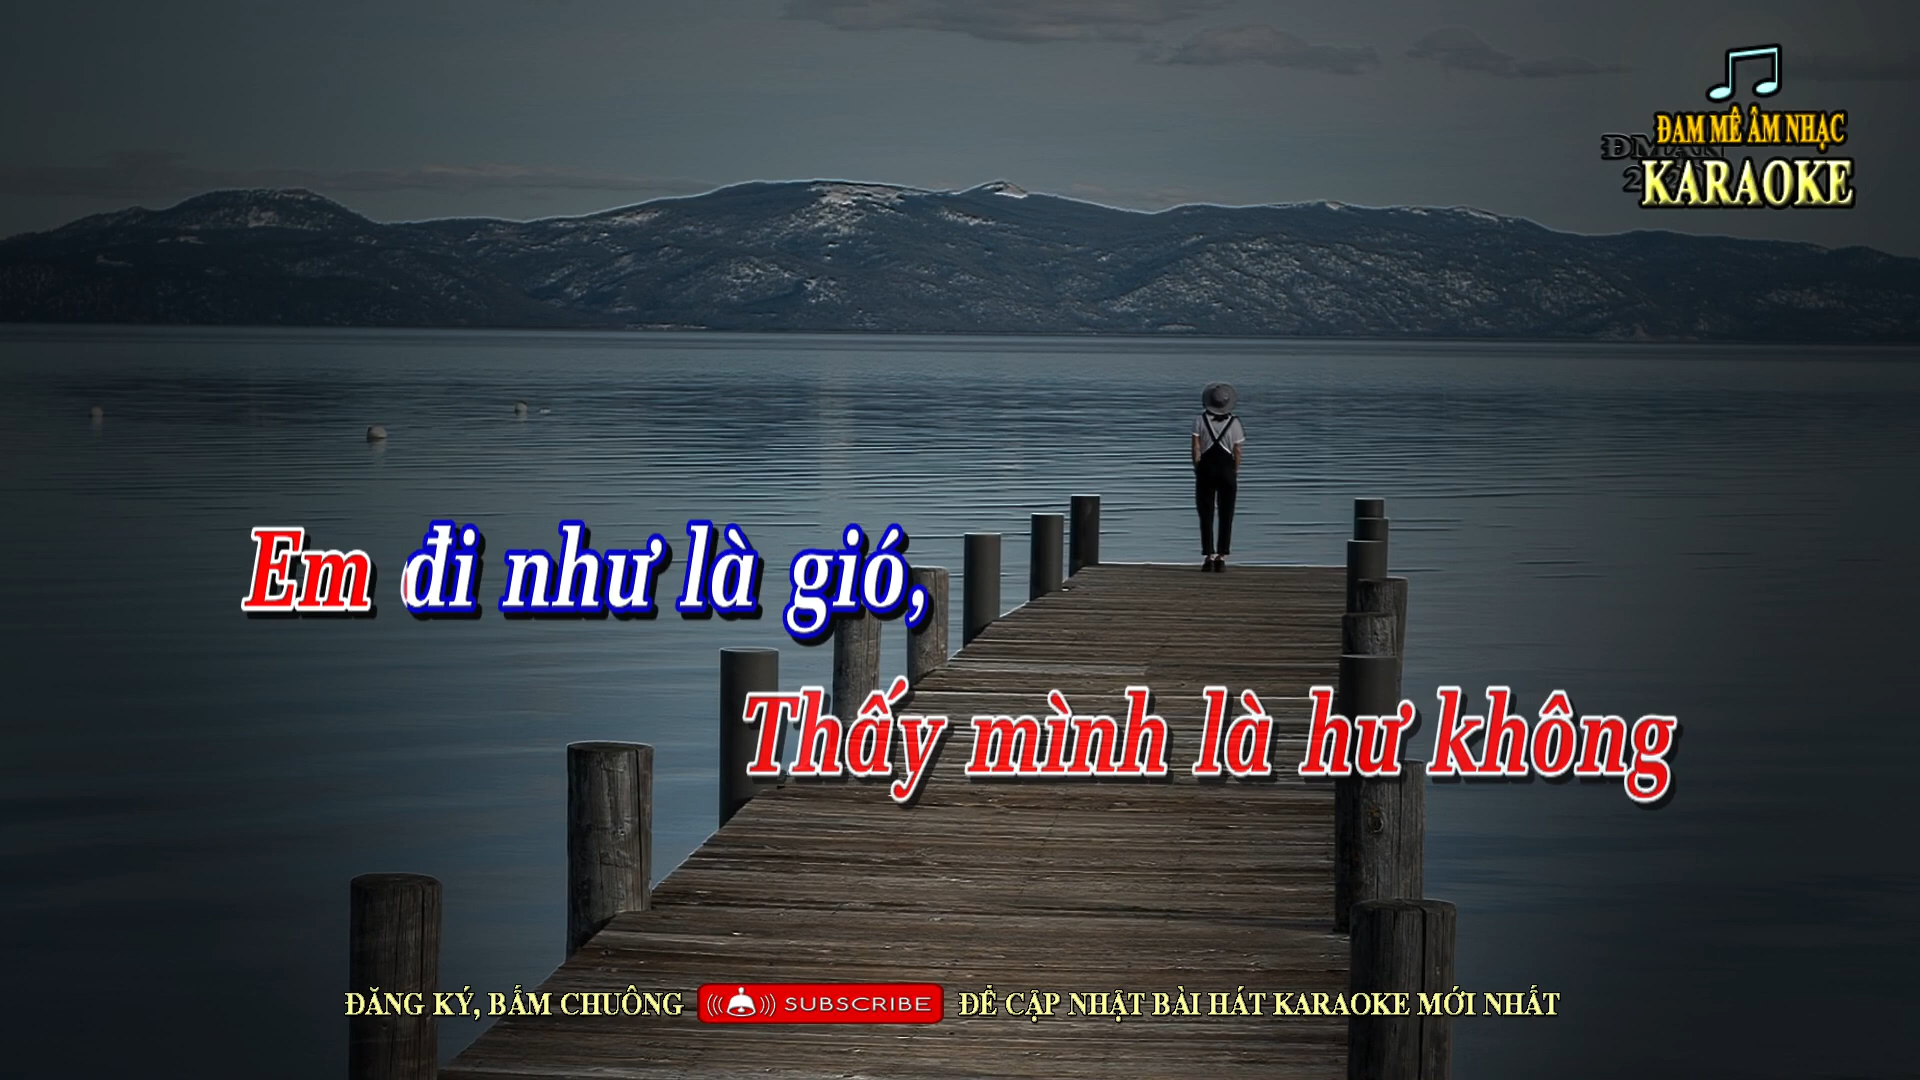 ĐAM MÊ ÂM NHẠC
KARAOKE
Em đi như là gió,
Thấy mình là hư không
ĐĂNG KÝ, BẤM CHUÔNG SUBSCRIBE ĐỂ CẬP NHẬT BÀI HÁT KARAOKE MỚI NHẤT